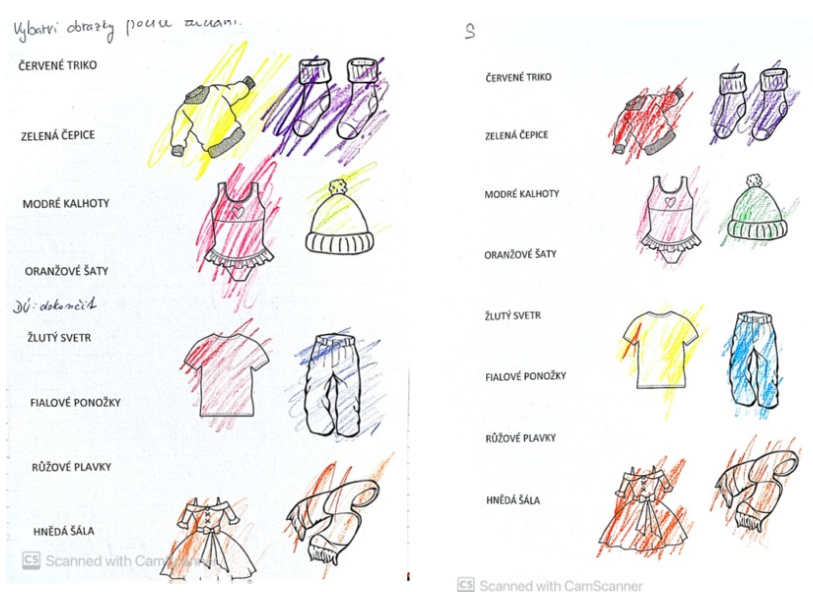 Vybarvi obrázky podle zadání.
ČERVENÉ TRIKO
ZELENÁ ČEPICE
MODRÉ KALHOTY
ORANŽOVÉ ŠATY
DÚ: dokončit
ŽLUTÝ SVETR
FIALOVÉ PONOŽKY
RŮŽOVÉ PLAVKY
HNĚDÁ ŠÁLA
CS Scanned with CamScanner
S
ČERVENÉ TRIKO
ZELENÁ ČEPICE
MODRÉ KALHOTY
ORANŽOVÉ ŠATY
ŽLUTÝ SVETR
FIALOVÉ PONOŽKY
RŮŽOVÉ PLAVKY
HNĚDÁ ŠÁLA
CS Scanned with CamScanner